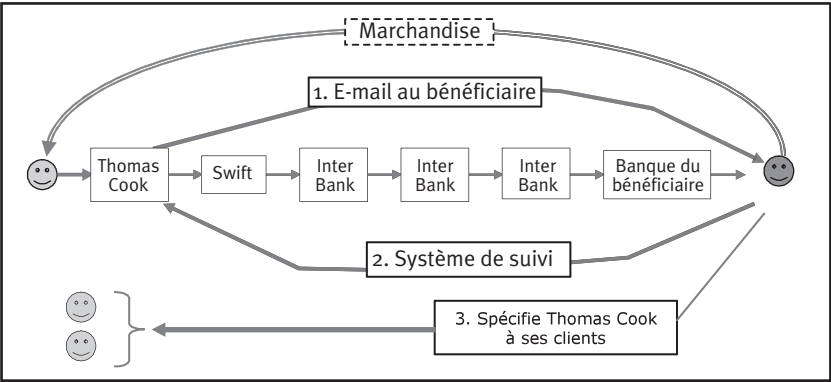 Marchandise
1. E-mail au bénéficiaire
Thomas
Cook
Swift
Inter
Bank
Inter
Bank
Inter
Bank
Banque du
bénéficiaire
2. Système de suivi
3. Spécifie Thomas Cook
à ses clients